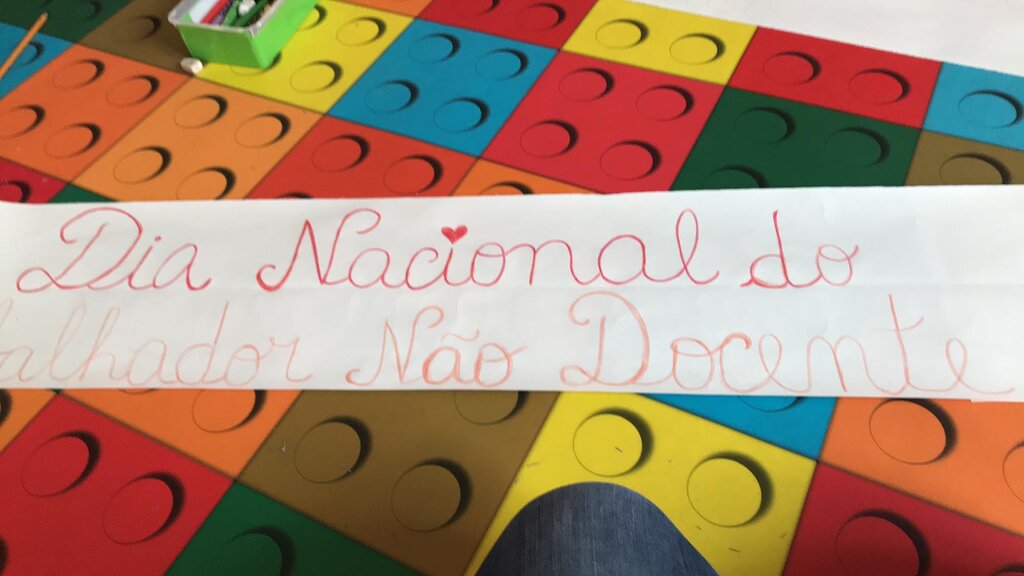 Dia Nacional do
alhador Não Docente